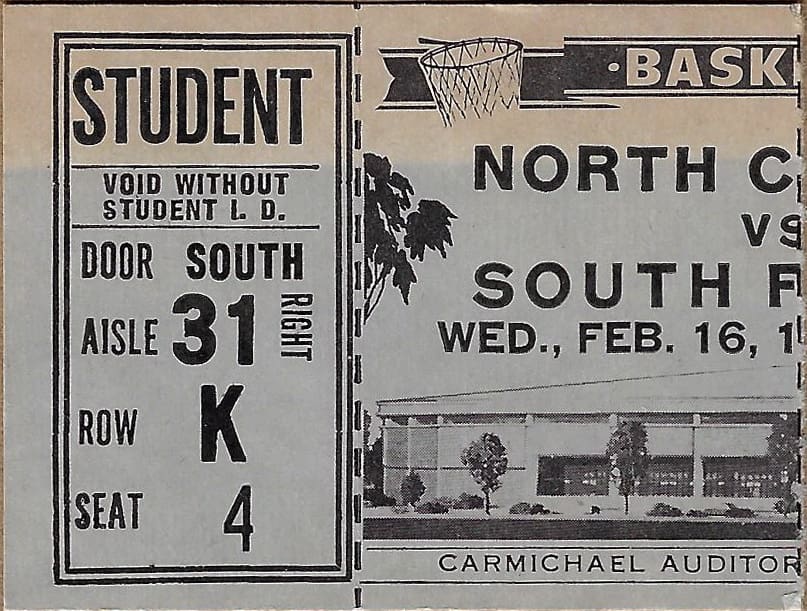 STUDENT
VOID WITHOUT
STUDENT I. D.
DOOR SOUTH
AISLE 31 RIGHT
ROW K
SEAT 4
·BASK
NORTH C
VS
SOUTH F
WED., FEB. 16, 1
CARMICHAEL AUDITOR